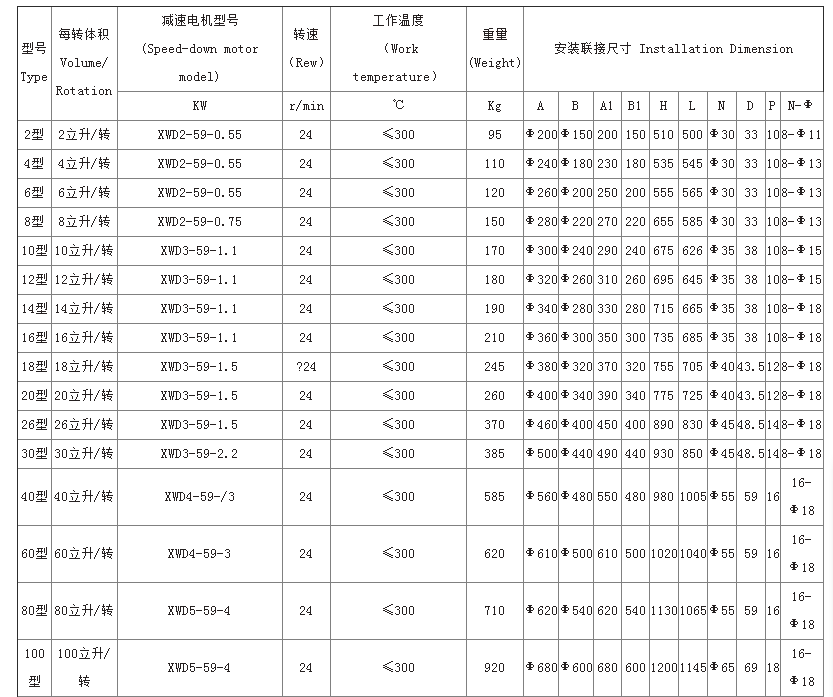 型号 Type 每转体积 Volume/ Rotation 减速电机型号 (Speed-down motor model) 转速 (Rew) 工作温度 (Work temperature) 重量 (Weight) 安装联接尺寸 Installation Dimension
KW r/min ℃ Kg A B A1 B1 H L N D P N-Φ
2型 2立升/转 XWD2-59-0.55 24 ≤300 95 Φ200 Φ150 200 150 510 500 Φ30 33 10 8-Φ11
4型 4立升/转 XWD2-59-0.55 24 ≤300 110 Φ240 Φ180 230 180 535 545 Φ30 33 10 8-Φ13
6型 6立升/转 XWD2-59-0.55 24 ≤300 120 Φ260 Φ200 250 200 555 565 Φ30 33 10 8-Φ13
8型 8立升/转 XWD2-59-0.75 24 ≤300 150 Φ280 Φ220 270 220 655 585 Φ30 33 10 8-Φ13
10型 10立升/转 XWD3-59-1.1 24 ≤300 170 Φ300 Φ240 290 240 675 626 Φ35 38 10 8-Φ15
12型 12立升/转 XWD3-59-1.1 24 ≤300 180 Φ320 Φ260 310 260 695 645 Φ35 38 10 8-Φ15
14型 14立升/转 XWD3-59-1.1 24 ≤300 190 Φ340 Φ280 330 280 715 665 Φ35 38 10 8-Φ18
16型 16立升/转 XWD3-59-1.1 24 ≤300 210 Φ360 Φ300 350 300 735 685 Φ35 38 10 8-Φ18
18型 18立升/转 XWD3-59-1.5 ?24 ≤300 245 Φ380 Φ320 370 320 755 705 Φ40 43.5 12 8-Φ18
20型 20立升/转 XWD3-59-1.5 24 ≤300 260 Φ400 Φ340 390 340 775 725 Φ40 43.5 12 8-Φ18
26型 26立升/转 XWD3-59-1.5 24 ≤300 370 Φ460 Φ400 450 400 890 830 Φ45 48.5 14 8-Φ18
30型 30立升/转 XWD3-59-2.2 24 ≤300 385 Φ500 Φ440 490 440 930 850 Φ45 48.5 14 8-Φ18
40型 40立升/转 XWD4-59-/3 24 ≤300 585 Φ560 Φ480 550 480 980 1005 Φ55 59 16 16-Φ18
60型 60立升/转 XWD4-59-3 24 ≤300 620 Φ610 Φ500 610 500 1020 1040 Φ55 59 16 16-Φ18
80型 80立升/转 XWD5-59-4 24 ≤300 710 Φ620 Φ540 620 540 1130 1065 Φ55 59 16 16-Φ18
100型 100立升/转 XWD5-59-4 24 ≤300 920 Φ680 Φ600 680 600 1200 1145 Φ65 69 18 16-Φ18